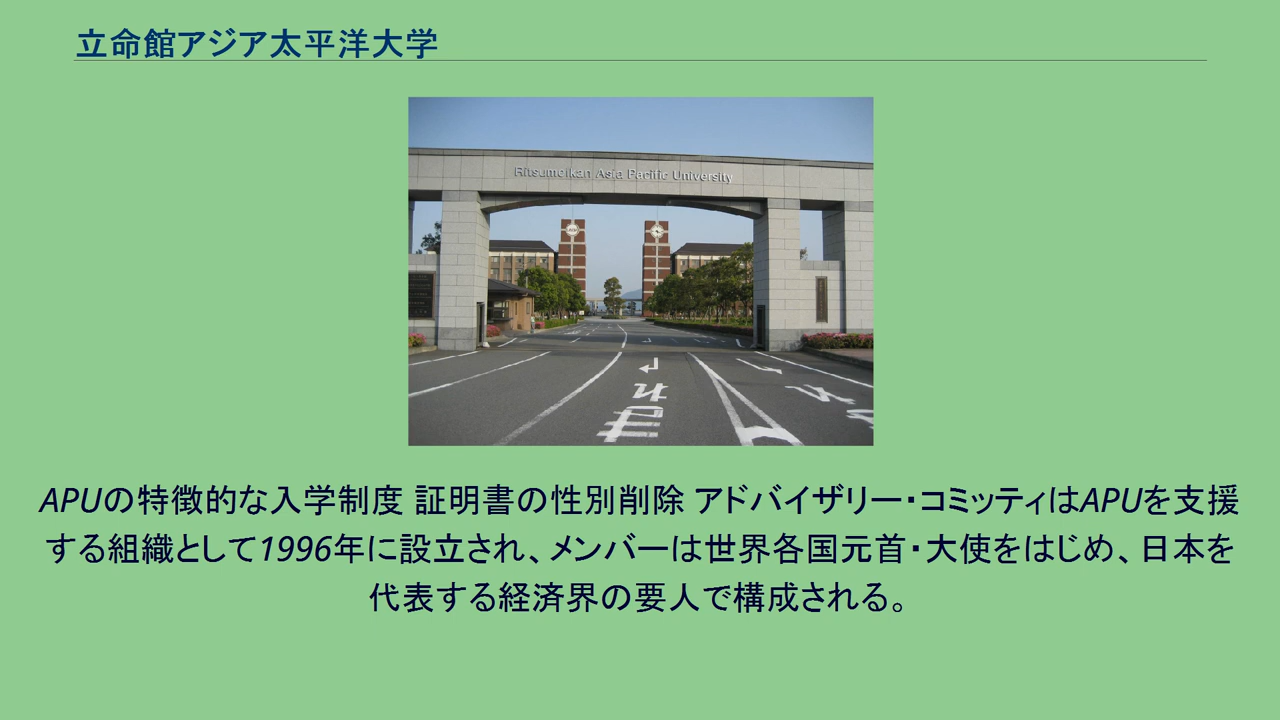 立命館アジア太平洋大学
Ritsumeikan Asia Pacific University
APUの特徴的な入学制度 証明書の性別削除 アドバイザリー・コミッティはAPUを支援
する組織として1996年に設立され、メンバーは世界各国元首・大使をはじめ、日本を
代表する経済界の要人で構成される。